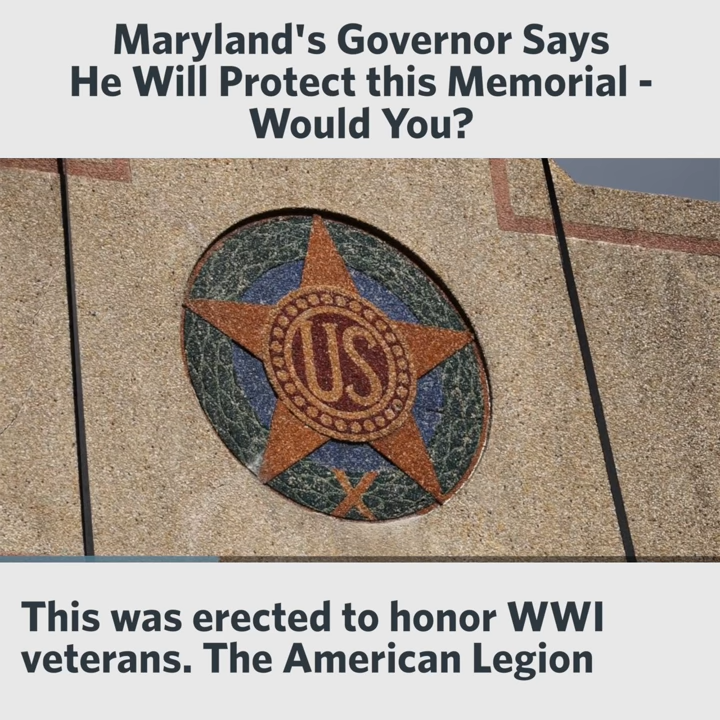 Maryland's Governor Says
He Will Protect this Memorial -
Would You?
US
This was erected to honor WWI
veterans. The American Legion